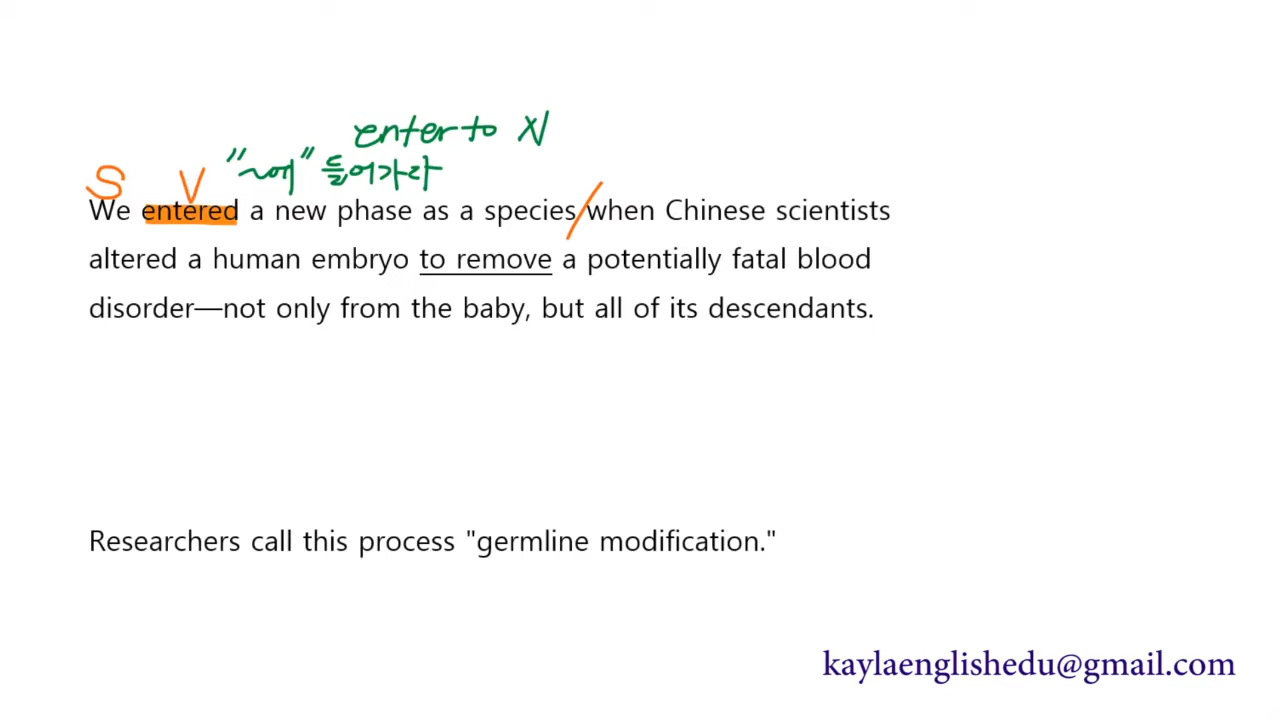 enter to X
S V "~에" 들어가다
We entered a new phase as a species / when Chinese scientists
altered a human embryo to remove a potentially fatal blood
disorder—not only from the baby, but all of its descendants.
Researchers call this process "germline modification."
kaylaenglishedu@gmail.com